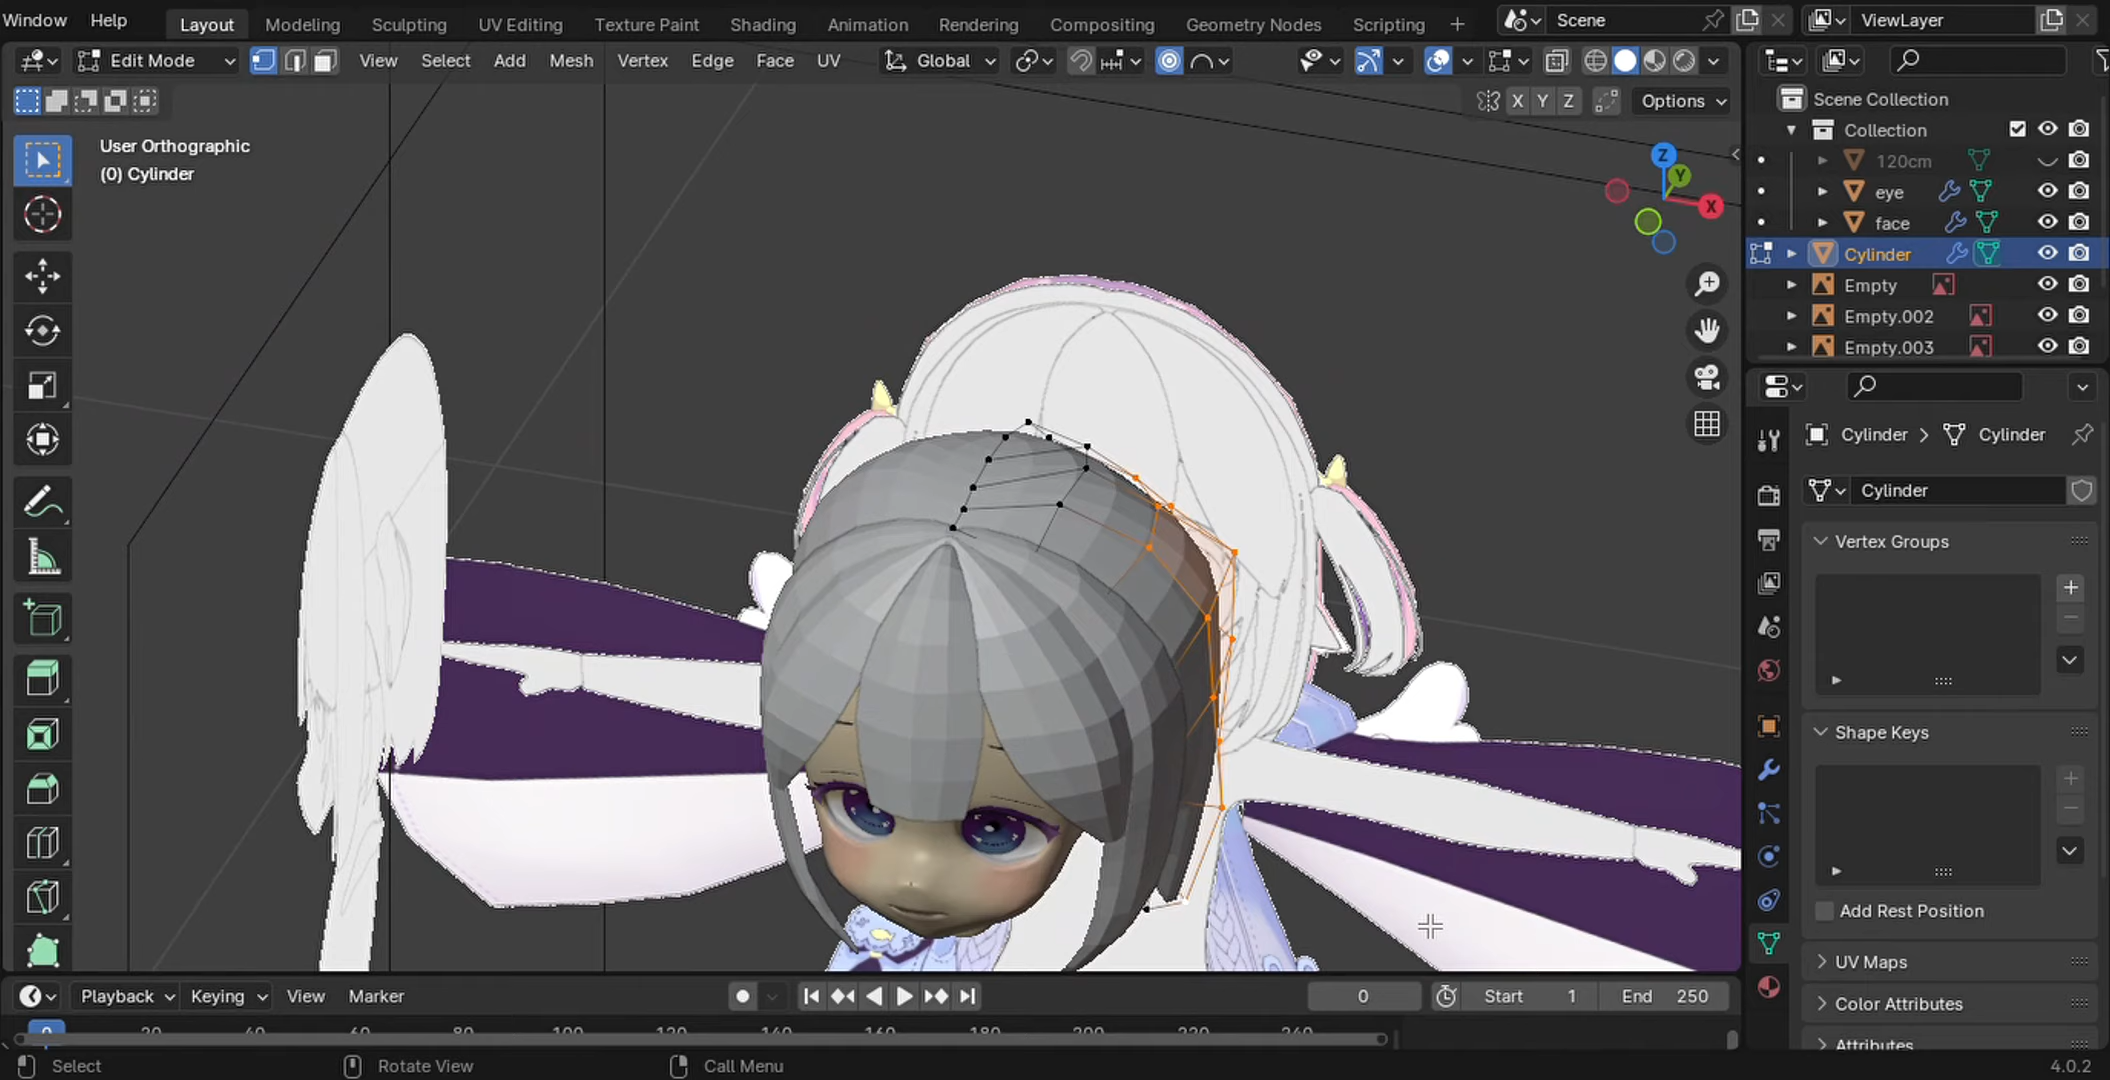 Window Help Layout Modeling Sculpting UV Editing Texture Paint Shading Animation Rendering Compositing Geometry Nodes Scripting + Scene ViewLayer
Edit Mode View Select Add Mesh Vertex Edge Face UV Global
X Y Z Options
User Orthographic
(0) Cylinder
Z
Y
X
Scene Collection
Collection
120cm
eye
face
Cylinder
Empty
Empty.002
Empty.003
Cylinder > Cylinder
Cylinder
Vertex Groups
Shape Keys
Add Rest Position
UV Maps
Color Attributes
Attributes
Playback Keying View Marker 0 Start 1 End 250
0 20 40 60 80 100 120 140 160 180 200 220 240
Select Rotate View Call Menu 4.0.2